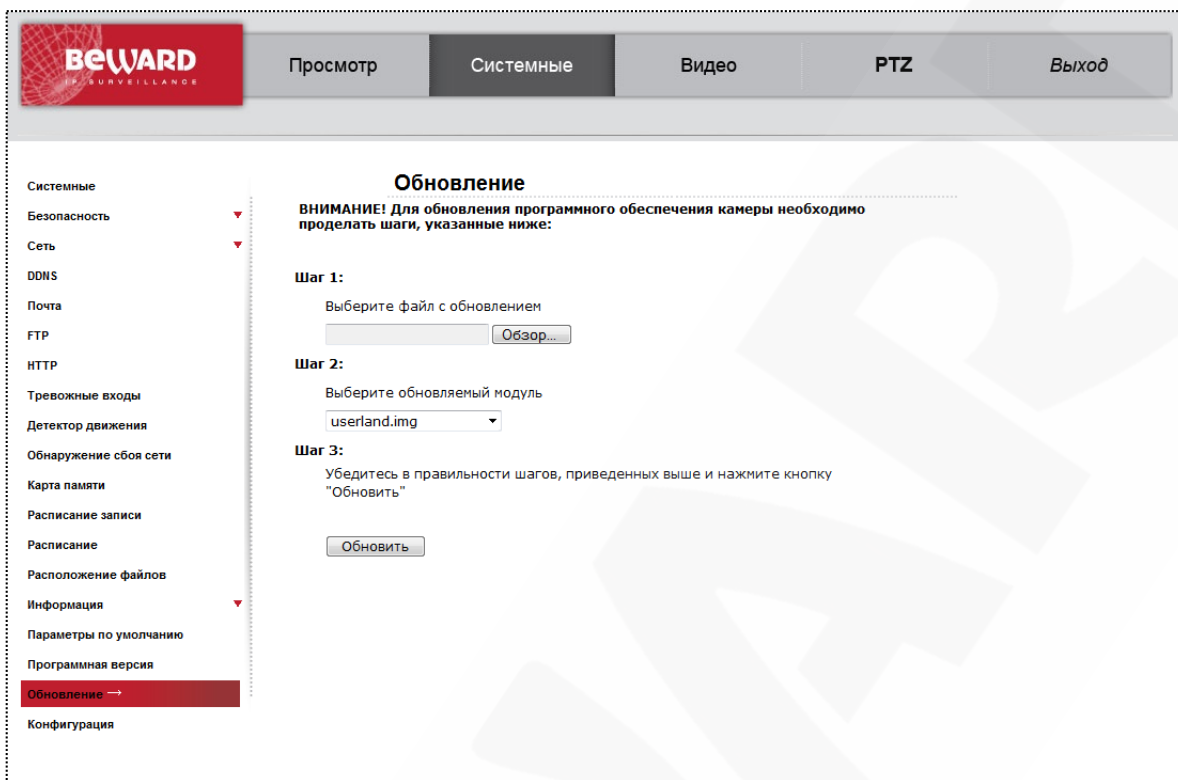 BEWARD
IP SURVEILLANCE
Просмотр
Системные
Видео
PTZ
Выход
Системные
Безопасность
Сеть
DDNS
Почта
FTP
HTTP
Тревожные входы
Детектор движения
Обнаружение сбоя сети
Карта памяти
Расписание записи
Расписание
Расположение файлов
Информация
Параметры по умолчанию
Программная версия
Обновление →
Конфигурация
Обновление
ВНИМАНИЕ! Для обновления программного обеспечения камеры необходимо
проделать шаги, указанные ниже:
Шаг 1:
Выберите файл с обновлением
Обзор...
Шаг 2:
Выберите обновляемый модуль
userland.img
Шаг 3:
Убедитесь в правильности шагов, приведенных выше и нажмите кнопку
"Обновить"
Обновить